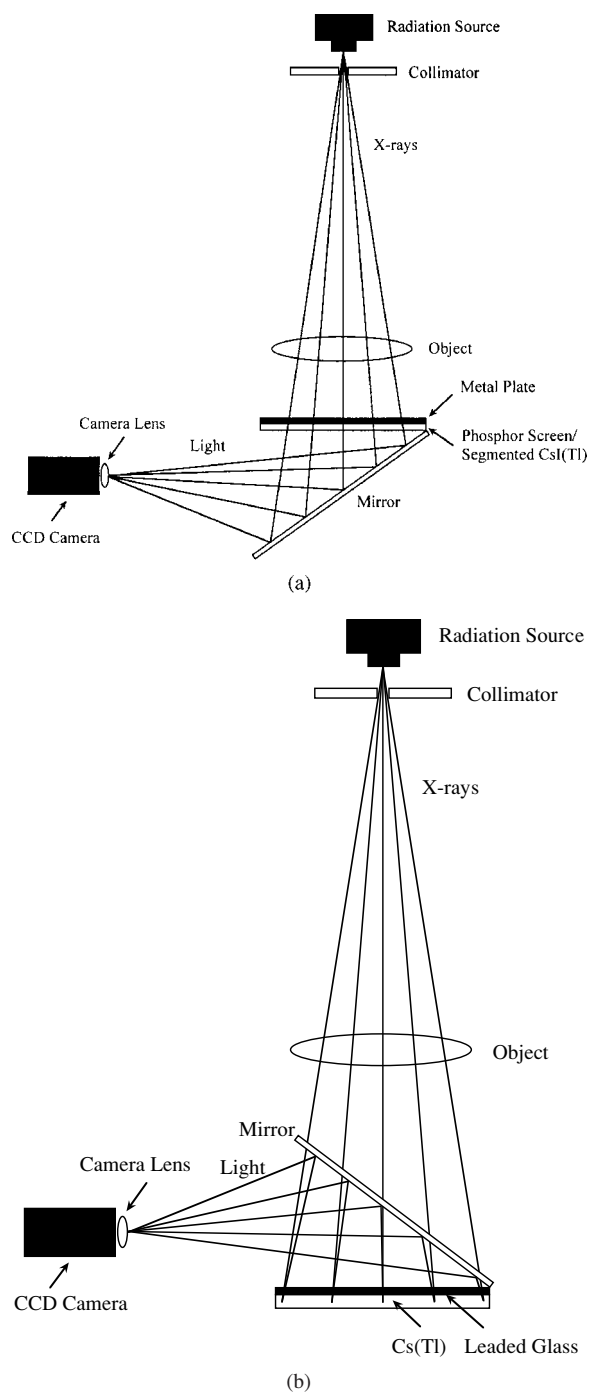 Radiation Source
Collimator
X-rays
Object
Metal Plate
Camera Lens
Light
Phosphor Screen/
Segmented CsI(Tl)
Mirror
CCD Camera
(a)
Radiation Source
Collimator
X-rays
Object
Mirror
Camera Lens
Light
CCD Camera
Cs(Tl)
Leaded Glass
(b)